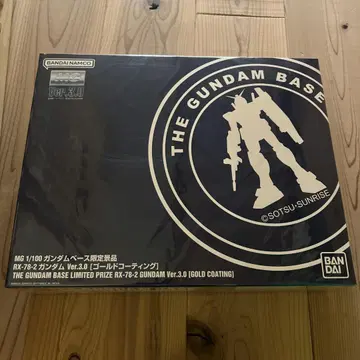 BANDAI NAMCO
MG
Ver.3.0
THE GUNDAM BASE
©SOTSU・SUNRISE
MG 1/100 ガンダムベース限定景品
RX-78-2 ガンダム Ver.3.0 [ゴールドコーティング]
THE GUNDAM BASE LIMITED PRIZE RX-78-2 GUNDAM Ver.3.0 [GOLD COATING]
BAN
DAI